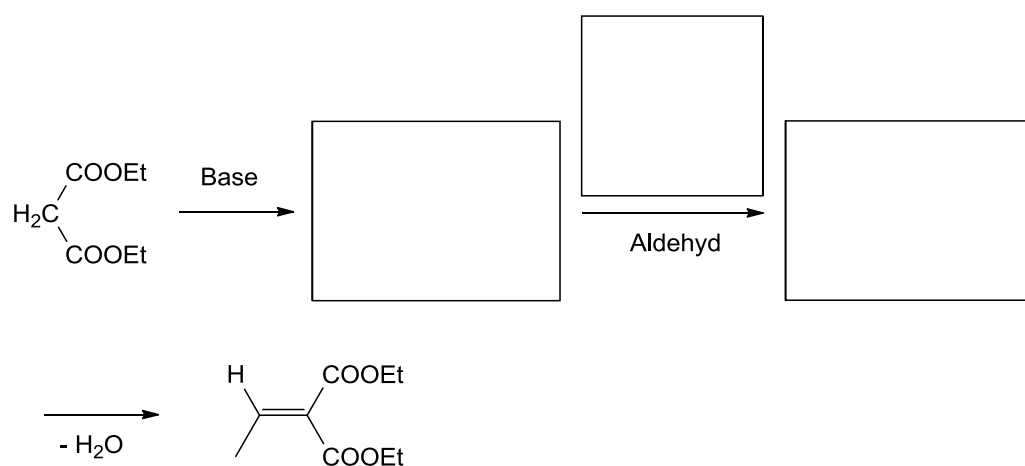 COOEt
H₂C
COOEt
Base
Aldehyd
- H₂O
H
COOEt
COOEt